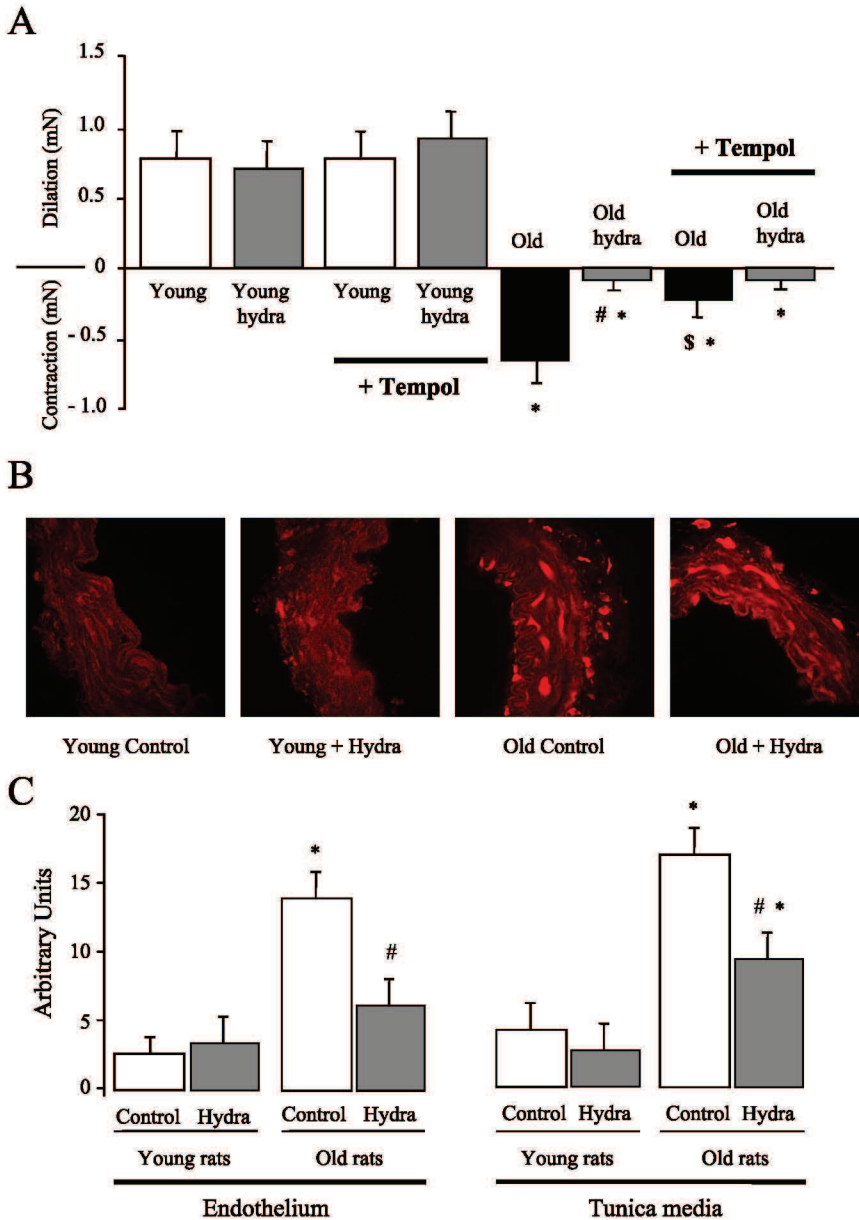 A
1.5
1.0
0.5
0
- 0.5
- 1.0
Dilation (mN)
Contraction (mN)
Young
Young
hydra
Young
Young
hydra
+ Tempol
Old
Old
hydra
+ Tempol
Old
Old
hydra
*
# *
$ *
*
B
Young Control
Young + Hydra
Old Control
Old + Hydra
C
20
15
10
5
0
Arbitrary Units
*
#
*
# *
Control Hydra Control Hydra Control Hydra Control Hydra
Young rats Old rats Young rats Old rats
Endothelium Tunica media